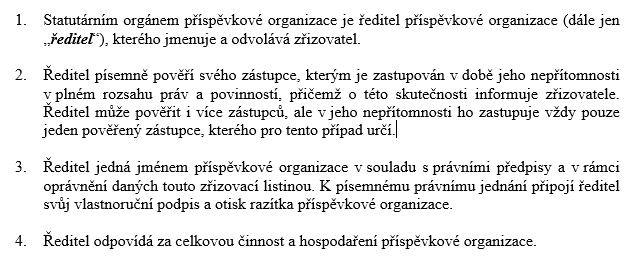 1. Statutárním orgánem příspěvkové organizace je ředitel příspěvkové organizace (dále jen
„ředitel“), kterého jmenuje a odvolává zřizovatel.
2. Ředitel písemně pověří svého zástupce, kterým je zastupován v době jeho nepřítomnosti
v plném rozsahu práv a povinností, přičemž o této skutečnosti informuje zřizovatele.
Ředitel může pověřit i více zástupců, ale v jeho nepřítomnosti ho zastupuje vždy pouze
jeden pověřený zástupce, kterého pro tento případ určí.
3. Ředitel jedná jménem příspěvkové organizace v souladu s právními předpisy a v rámci
oprávnění daných touto zřizovací listinou. K písemnému právnímu jednání připojí ředitel
svůj vlastnoruční podpis a otisk razítka příspěvkové organizace.
4. Ředitel odpovídá za celkovou činnost a hospodaření příspěvkové organizace.